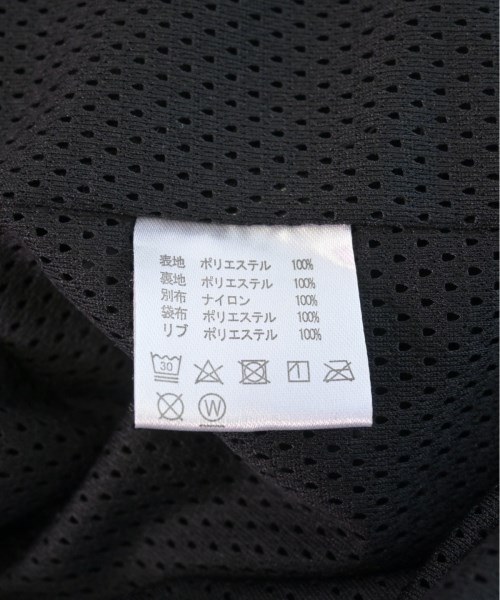 表地 ポリエステル 100%
裏地 ポリエステル 100%
別布 ナイロン 100%
袋布 ポリエステル 100%
リブ ポリエステル 100%
30
W